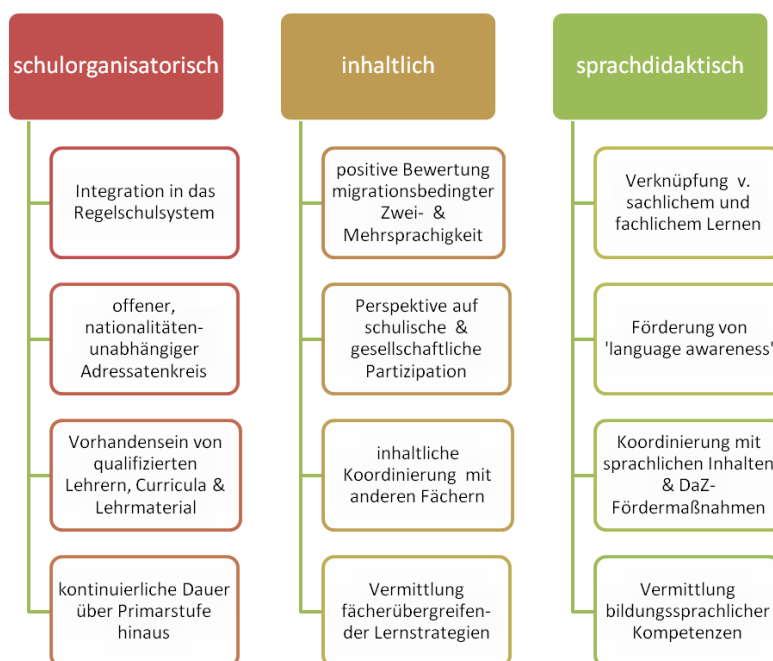 schulorganisatorisch
Integration in das
Regelschulsystem
offener,
nationalitäten-
unabhängiger
Adressatenkreis
Vorhandensein von
qualifizierten
Lehrern, Curricula &
Lehrmaterial
kontinuierliche Dauer
über Primarstufe
hinaus
inhaltlich
positive Bewertung
migrationsbedingter
Zwei- &
Mehrsprachigkeit
Perspektive auf
schulische &
gesellschaftliche
Partizipation
inhaltliche
Koordinierung mit
anderen Fächern
Vermittlung
fächerübergreifen-
der Lernstrategien
sprachdidaktisch
Verknüpfung v.
sachlichem und
fachlichem Lernen
Förderung von
'language awareness'
Koordinierung mit
sprachlichen Inhalten
& DaZ-
Fördermaßnahmen
Vermittlung
bildungssprachlicher
Kompetenzen